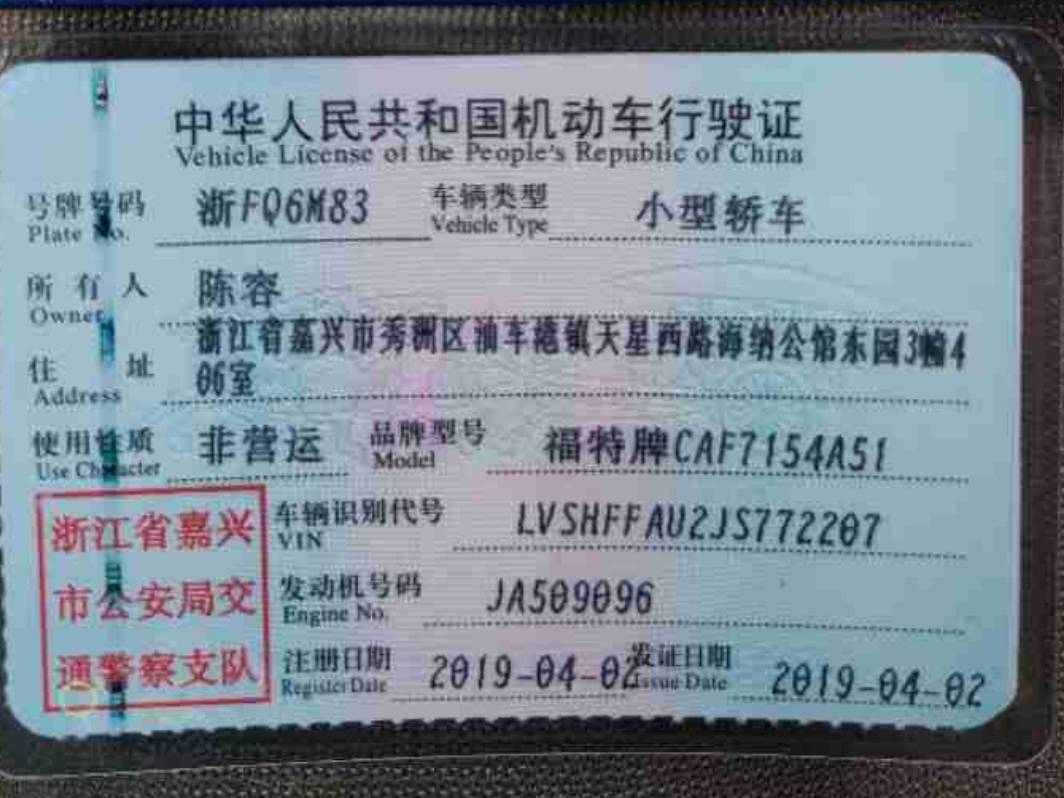 中华人民共和国机动车行驶证
Vehicle License of the People's Republic of China
号牌号码 浙FQ6M83 车辆类型 小型轿车
Plate No. Vehicle Type
所有人 陈容
Owner
浙江省嘉兴市秀洲区油车港镇天星西路海纳公馆东园3幢4
住址 06室
Address
使用性质 非营运 品牌型号 福特牌CAF7154A51
Use Character Model
车辆识别代号 LVSHFFAU2JS772207
VIN
发动机号码 JA509096
Engine No.
注册日期 2019-04-02 发证日期 2019-04-02
Register Date Issue Date
浙江省嘉兴
市公安局交
通警察支队